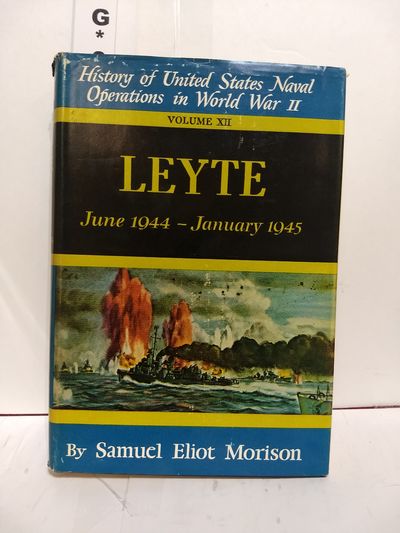 G
*
History of United States Naval
Operations in World War II
VOLUME XII
LEYTE
June 1944 – January 1945
By Samuel Eliot Morison